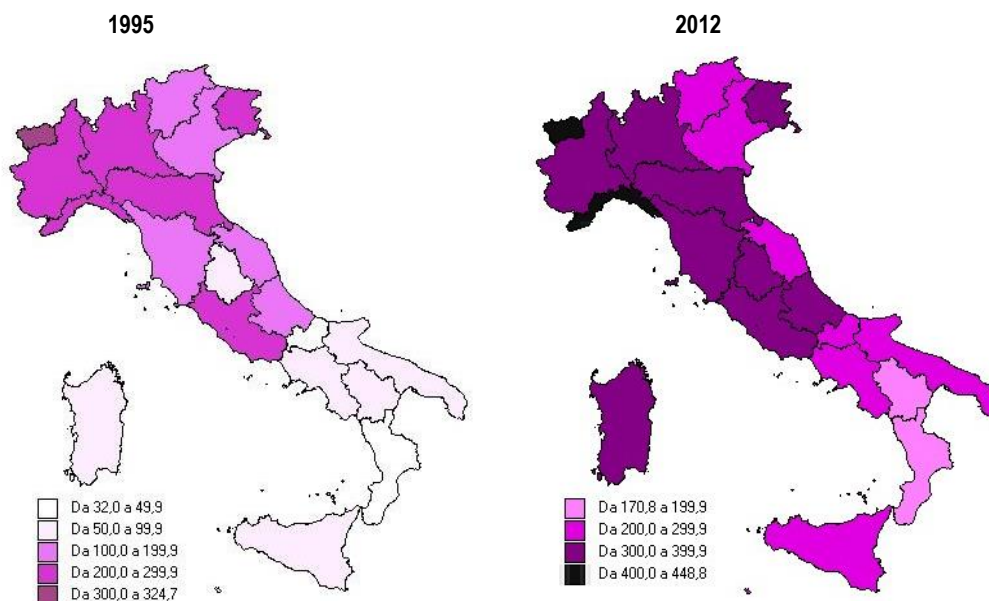 1995
2012
Da 32,0 a 49,9
Da 50,0 a 99,9
Da 100,0 a 199,9
Da 200,0 a 299,9
Da 300,0 a 324,7
Da 170,8 a 199,9
Da 200,0 a 299,9
Da 300,0 a 399,9
Da 400,0 a 448,8